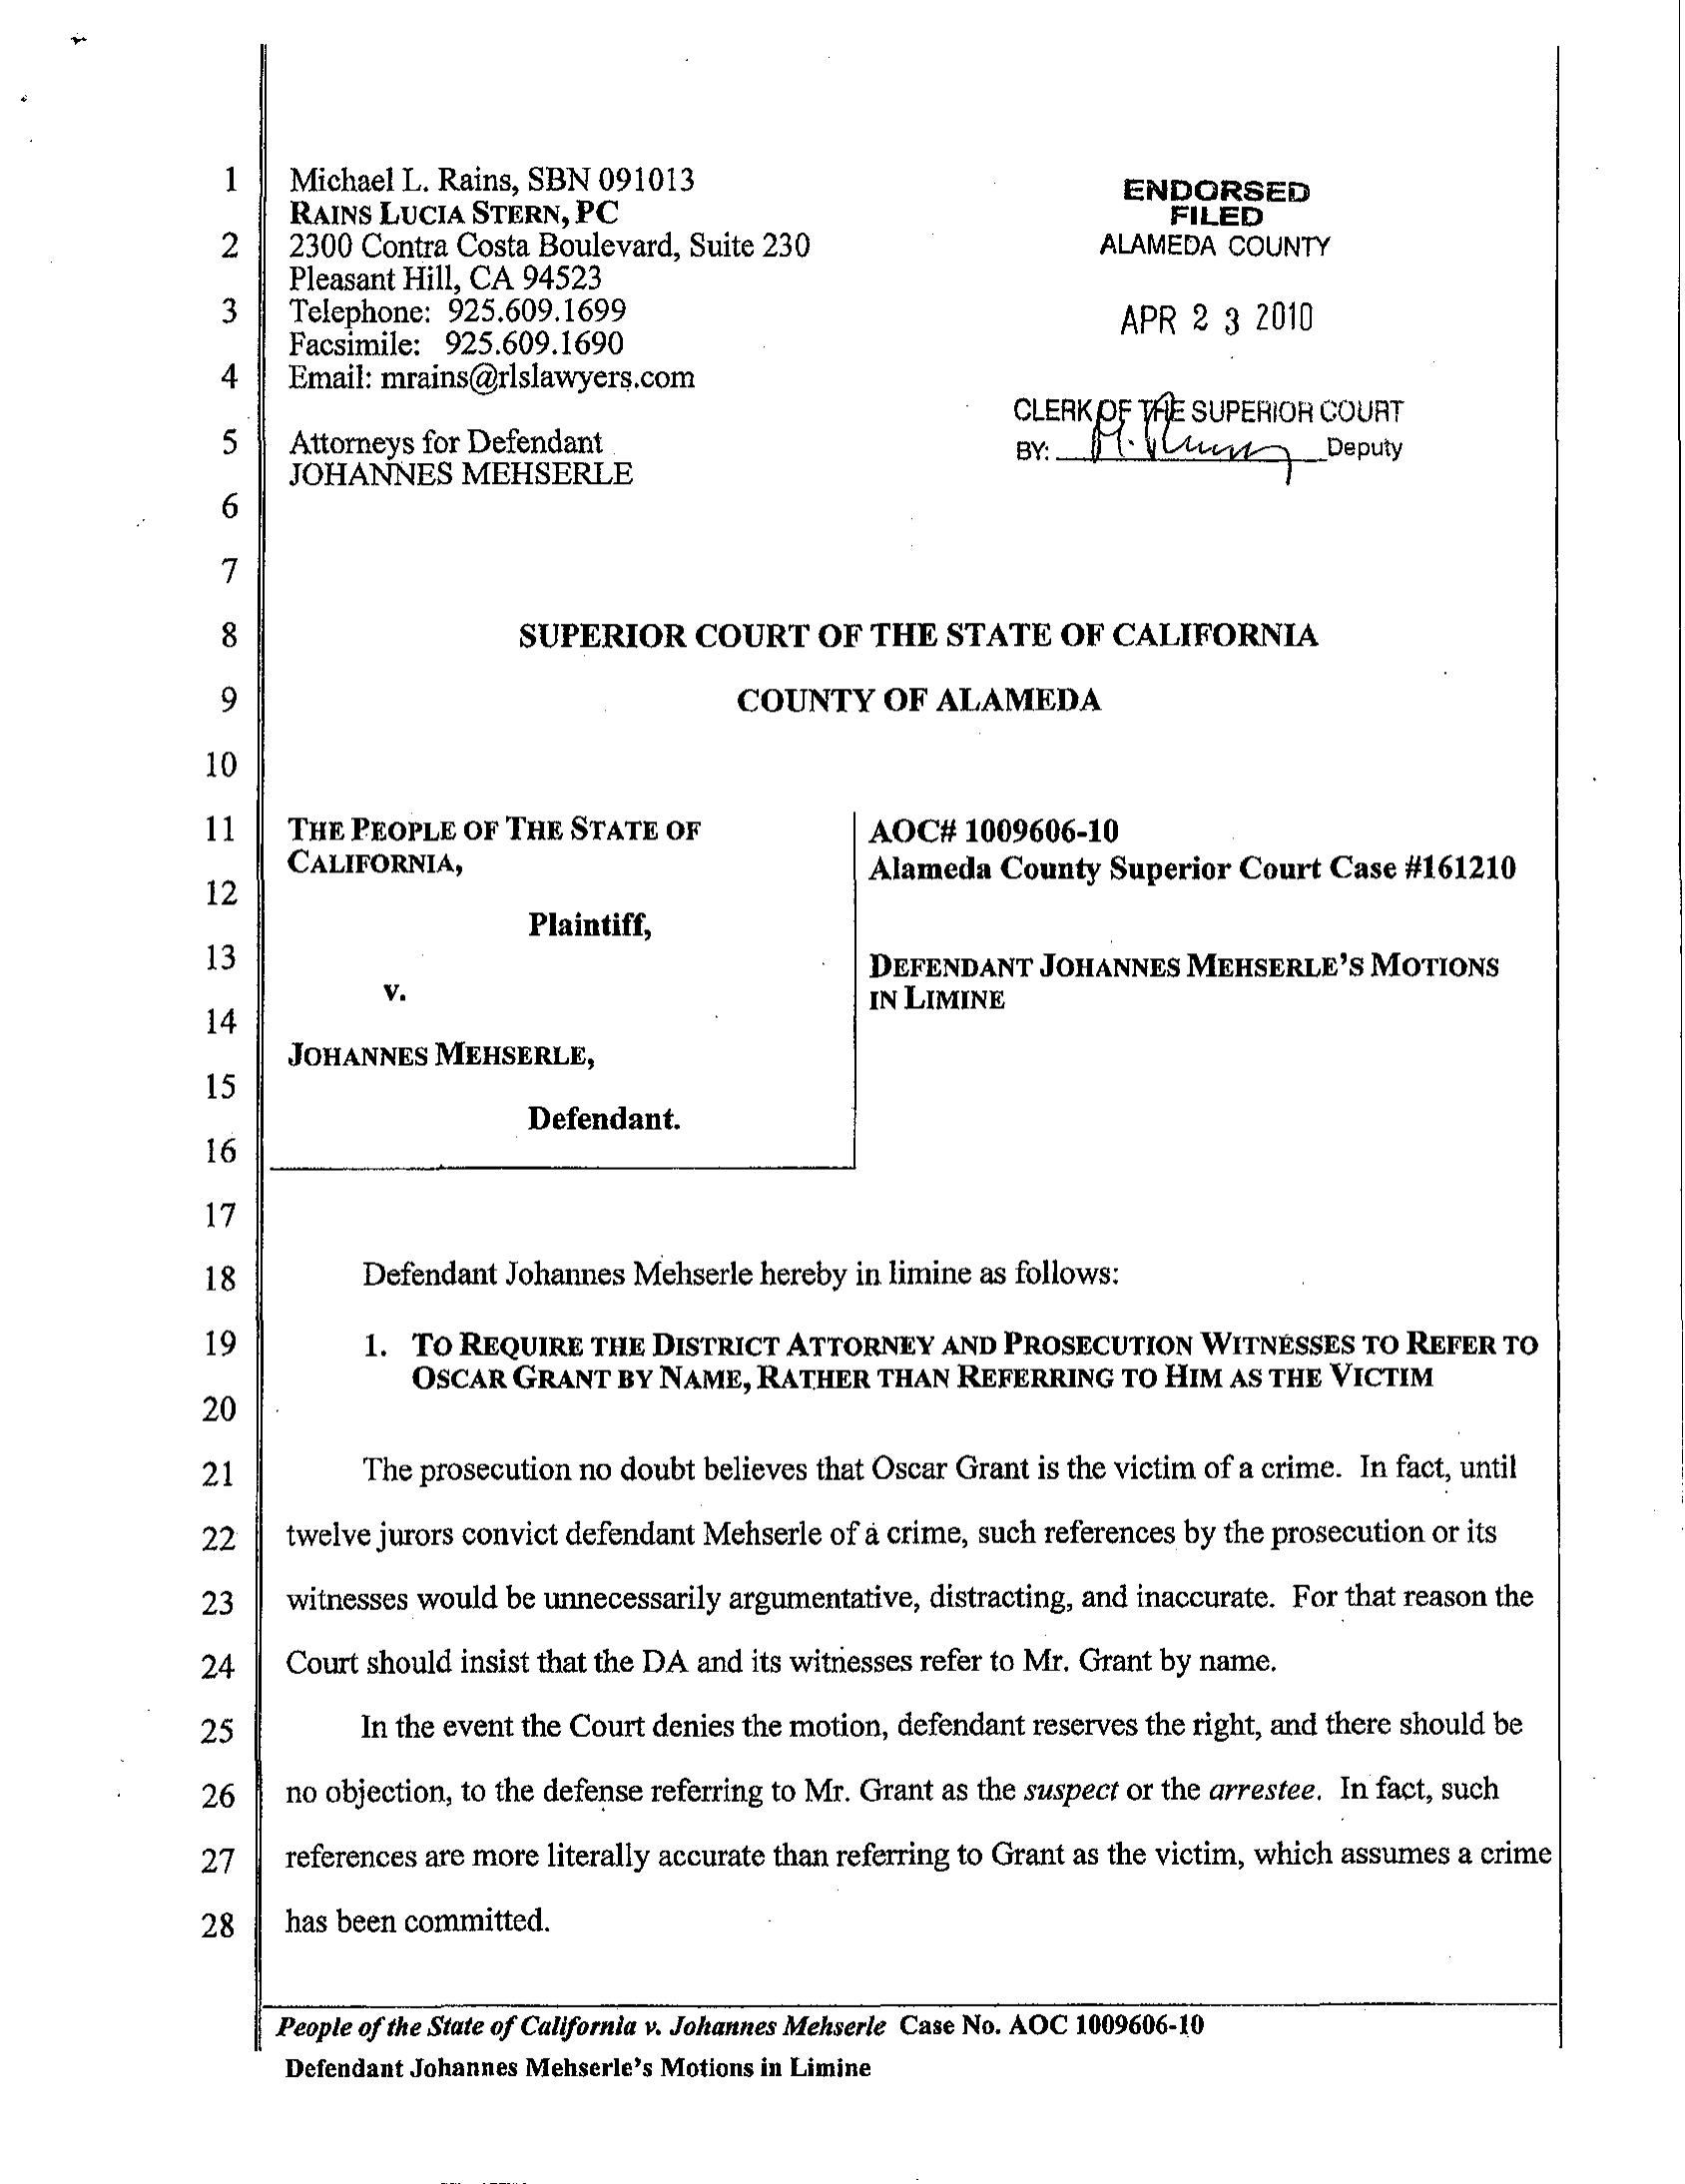 1 Michael L. Rains, SBN 091013
RAINS LUCIA STERN, PC
2 2300 Contra Costa Boulevard, Suite 230
Pleasant Hill, CA 94523
3 Telephone: 925.609.1699
Facsimile: 925.609.1690
4 Email: mrains@rlslawyers.com
5 Attorneys for Defendant
JOHANNES MEHSERLE
6
7
ENDORSED
FILED
ALAMEDA COUNTY
APR 23 2010
CLERK OF THE SUPERIOR COURT
BY: Deputy
8 SUPERIOR COURT OF THE STATE OF CALIFORNIA
9 COUNTY OF ALAMEDA
10
11 THE PEOPLE OF THE STATE OF
CALIFORNIA,
12
Plaintiff,
13
v.
14
JOHANNES MEHSERLE,
15
Defendant.
16
AOC# 1009606-10
Alameda County Superior Court Case #161210
DEFENDANT JOHANNES MEHSERLE'S MOTIONS
IN LIMINE
17
18 Defendant Johannes Mehserle hereby in limine as follows:
19 1. TO REQUIRE THE DISTRICT ATTORNEY AND PROSECUTION WITNESSES TO REFER TO
OSCAR GRANT BY NAME, RATHER THAN REFERRING TO HIM AS THE VICTIM
20
21 The prosecution no doubt believes that Oscar Grant is the victim of a crime. In fact, until
22 twelve jurors convict defendant Mehserle of a crime, such references by the prosecution or its
23 witnesses would be unnecessarily argumentative, distracting, and inaccurate. For that reason the
24 Court should insist that the DA and its witnesses refer to Mr. Grant by name.
25 In the event the Court denies the motion, defendant reserves the right, and there should be
26 no objection, to the defense referring to Mr. Grant as the suspect or the arrestee. In fact, such
27 references are more literally accurate than referring to Grant as the victim, which assumes a crime
28 has been committed.
People of the State of California v. Johannes Mehserle Case No. AOC 1009606-10
Defendant Johannes Mehserle's Motions in Limine